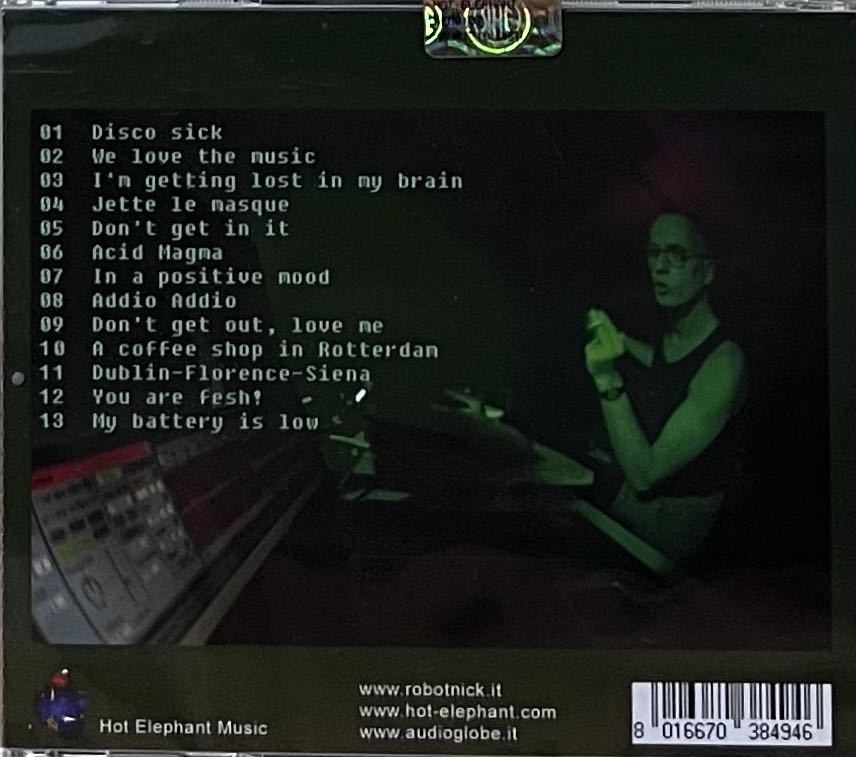 SIAE
01 Disco sick
02 We love the music
03 I'm getting lost in my brain
04 Jette le masque
05 Don't get in it
06 Acid Magma
07 In a positive mood
08 Addio Addio
09 Don't get out, love me
10 A coffee shop in Rotterdam
11 Dublin-Florence-Siena
12 You are fesh!
13 My battery is low
Hot Elephant Music
www.robotnick.it
www.hot-elephant.com
www.audioglobe.it
8 016670 384946